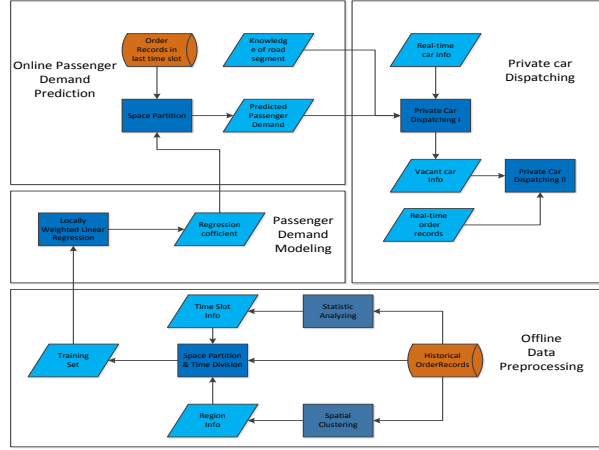 Online Passenger
Demand
Prediction
Order
Records in
last time slot
Knowledg
e of road
segment
Space Partition
Predicted
Passenger
Demand
Real-time
car info
Private car
Dispatching
Private Car
Dispatching I
Vacant car
Info
Private Car
Dispatching II
Real-time
order
records
Locally
Weighted Linear
Regression
Regression
cofficient
Passenger
Demand
Modeling
Time Slot
Info
Statistic
Analyzing
Training
Set
Space Partition
& Time Division
Historical
OrderRecords
Offline
Data
Preprocessing
Region
Info
Spatial
Clustering